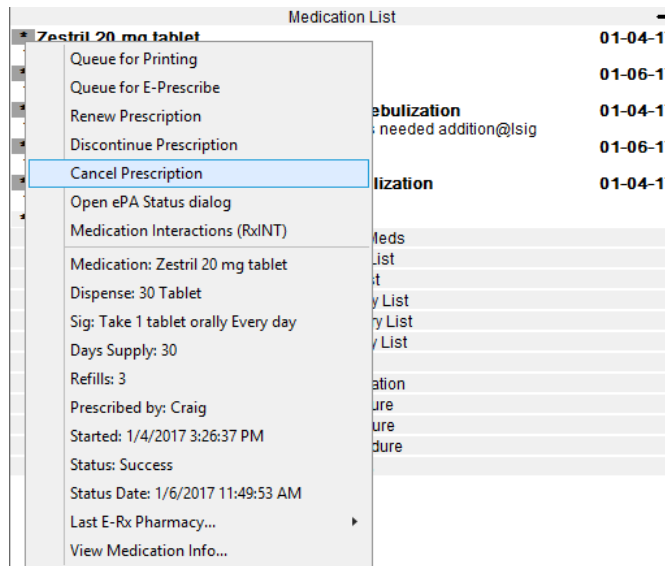 Medication List
* Zestril 20 mg tablet 01-04-1
Queue for Printing
Queue for E-Prescribe 01-06-1
Renew Prescription ebulization 01-04-1
needed addition@lsig
Discontinue Prescription 01-06-1
Cancel Prescription lization 01-04-1
Open ePA Status dialog
Medication Interactions (RxINT) Meds
Medication: Zestril 20 mg tablet List
Dispense: 30 Tablet st
y List
Sig: Take 1 tablet orally Every day ry List
Days Supply: 30 y List
Refills: 3 ation
Prescribed by: Craig ure
Started: 1/4/2017 3:26:37 PM ure
dure
Status: Success
Status Date: 1/6/2017 11:49:53 AM
Last E-Rx Pharmacy...
View Medication Info...